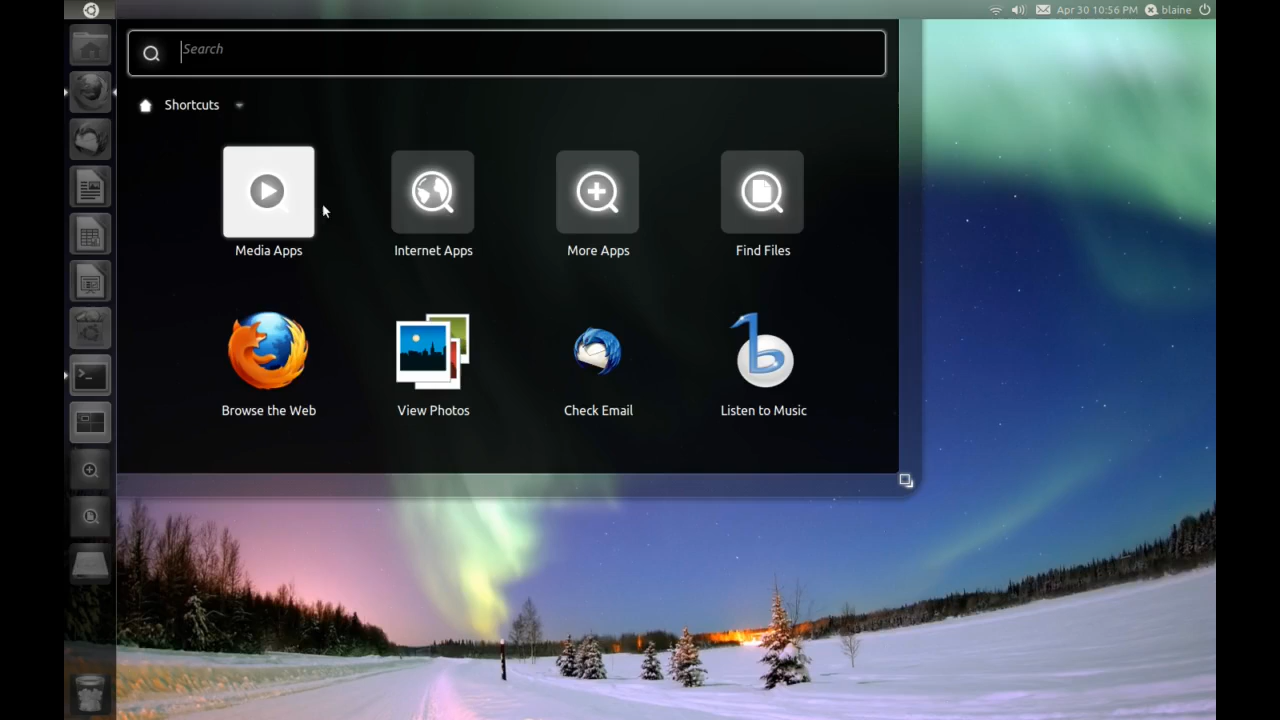 Apr 30 10:56 PM blaine
Search
Shortcuts
Media Apps Internet Apps More Apps Find Files
Browse the Web View Photos Check Email Listen to Music